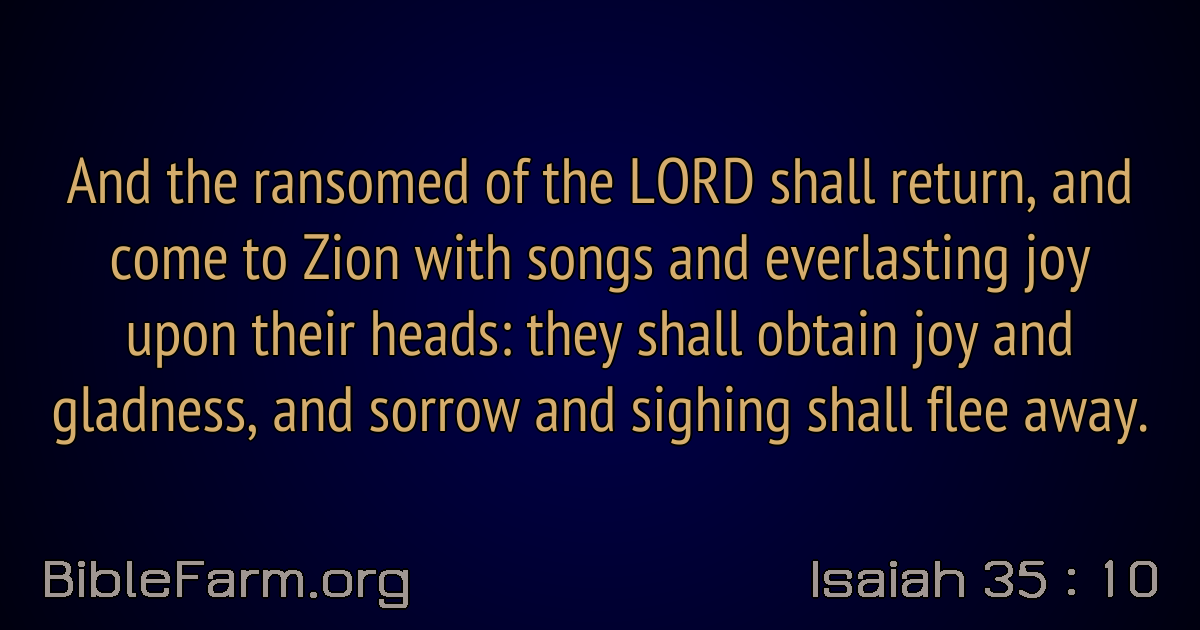 And the ransomed of the LORD shall return, and
come to Zion with songs and everlasting joy
upon their heads: they shall obtain joy and
gladness, and sorrow and sighing shall flee away.
BibleFarm.org
Isaiah 35 : 10